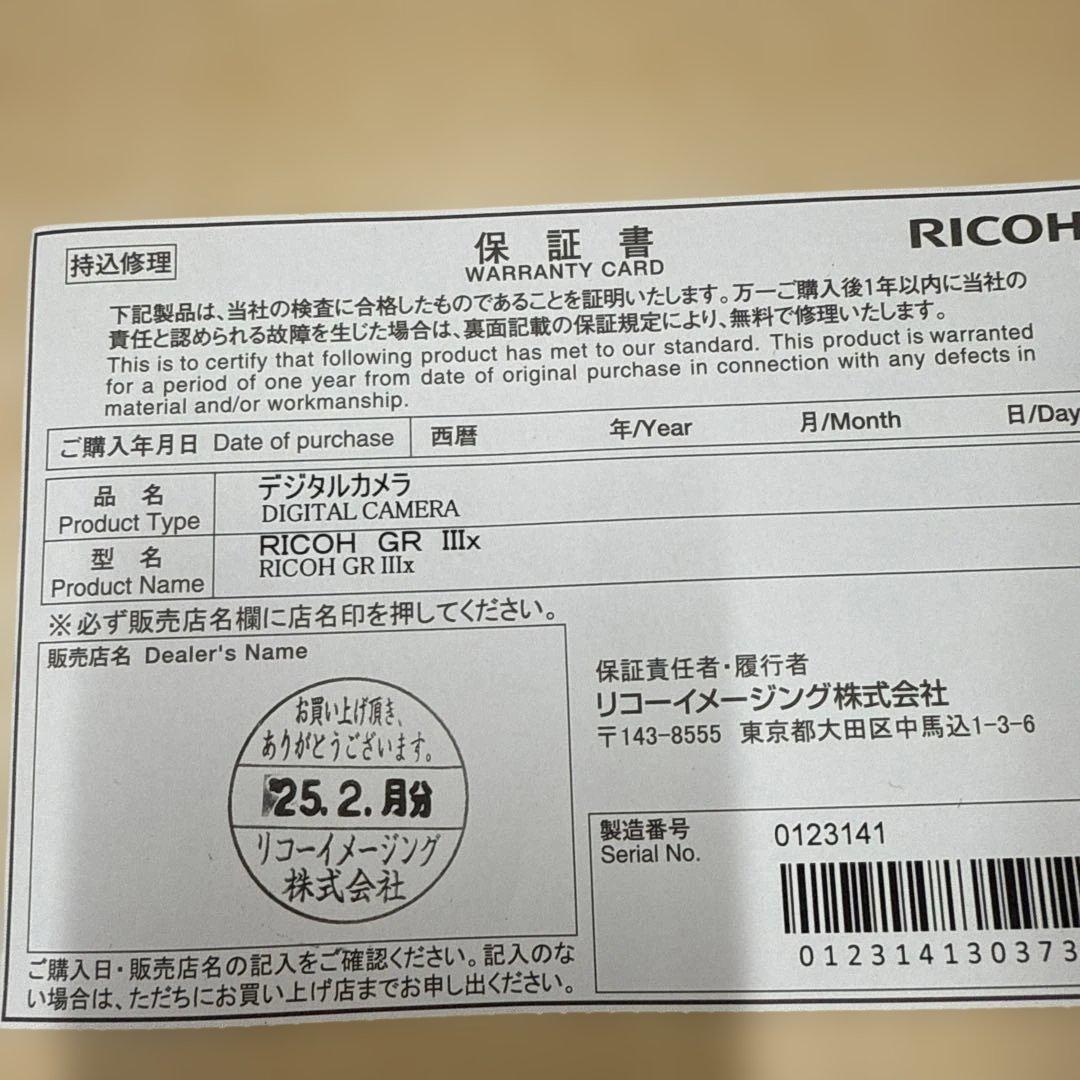 持込修理
保証書
WARRANTY CARD
RICOH
下記製品は、当社の検査に合格したものであることを証明いたします。万一ご購入後1年以内に当社の
責任と認められる故障を生じた場合は、裏面記載の保証規定により、無料で修理いたします。
This is to certify that following product has met to our standard. This product is warranted
for a period of one year from date of original purchase in connection with any defects in
material and/or workmanship.
ご購入年月日 Date of purchase 西暦 年/Year 月/Month 日/Day
品名 デジタルカメラ
Product Type DIGITAL CAMERA
型名 RICOH GR IIIx
Product Name RICOH GR IIIx
※必ず販売店名欄に店名印を押してください。
販売店名 Dealer's Name
お買い上げ頂き、
ありがとうございます。
25.2.月分
リコーイメージング
株式会社
保証責任者・履行者
リコーイメージング株式会社
〒143-8555 東京都大田区中馬込1-3-6
製造番号 0123141
Serial No.
012314130373
ご購入日・販売店名の記入をご確認ください。記入のな
い場合は、ただちにお買い上げ店までお申し出ください。